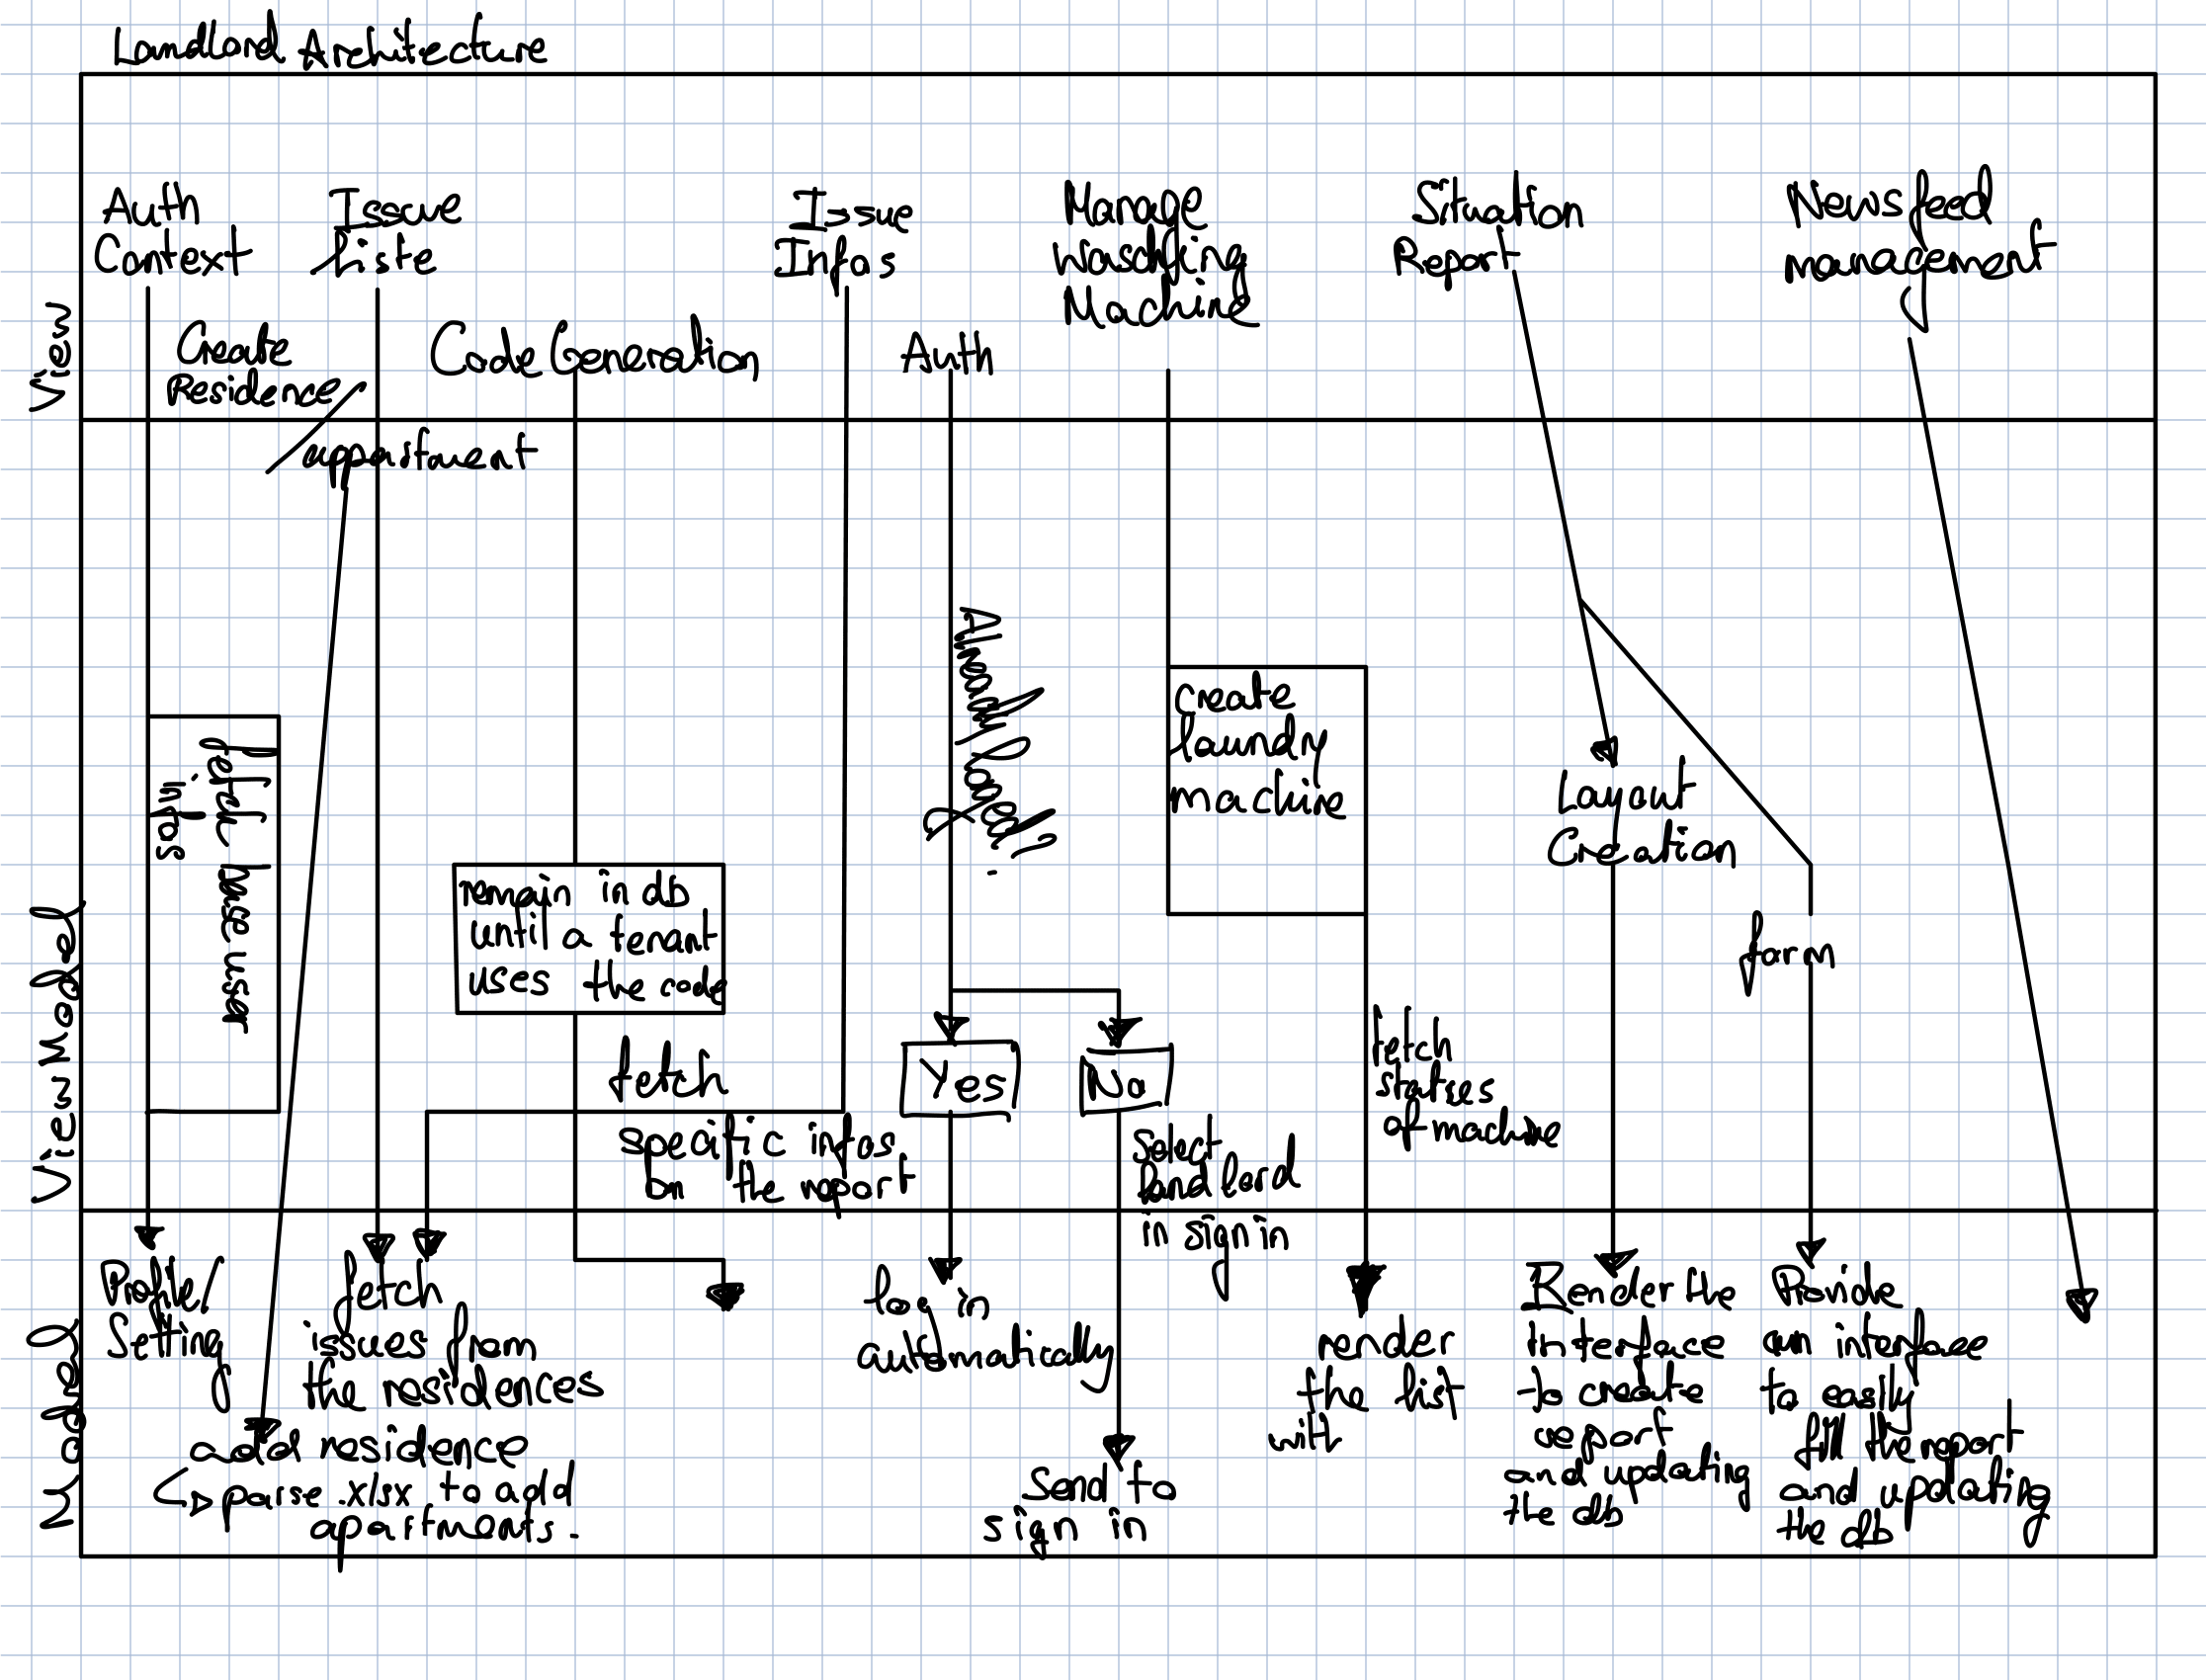 Landlord Architecture
View
Auth
Context
Issue
Liste
Issue
Infos
Manage
Waschfing
Machine
Situation
Report
Newsfeed
management
Create
Residence/
appartment
Code Generation
Auth
View Model
fetch base user
infos
remain in db
until a tenant
uses the code
fetch
specific infos
on the report
Already logged?
Yes
No
Select
Landlord
in sign in
create
laundry
machine
fetch
statues
of machine
Layout
Creation
form
Model
Profile/
Setting
fetch
issues from
the residences
add residence
parse .xlsx to add
apartments.
log in
automatically
Send to
sign in
render
the list
with
Render the
interface
to create
report
and updating
the db
Provide
an interface
to easily
fill the report
and updating
the db